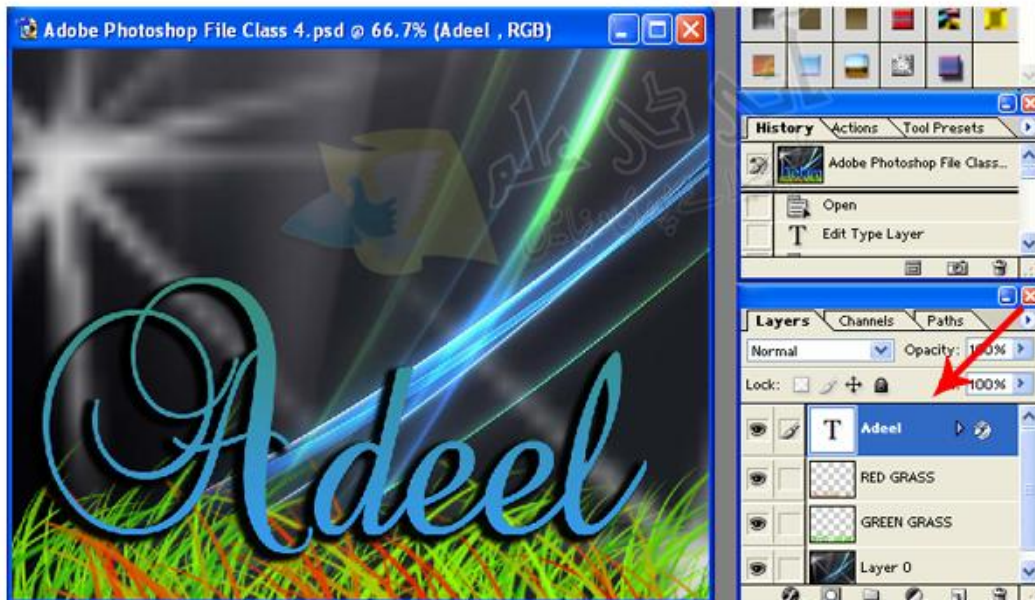 Adobe Photoshop File Class 4.psd @ 66.7% (Adeel , RGB)
Adeel
History Actions Tool Presets
Adobe Photoshop File Class...
Open
Edit Type Layer
Layers Channels Paths
Normal Opacity: 100%
Lock: 100%
T Adeel
RED GRASS
GREEN GRASS
Layer 0